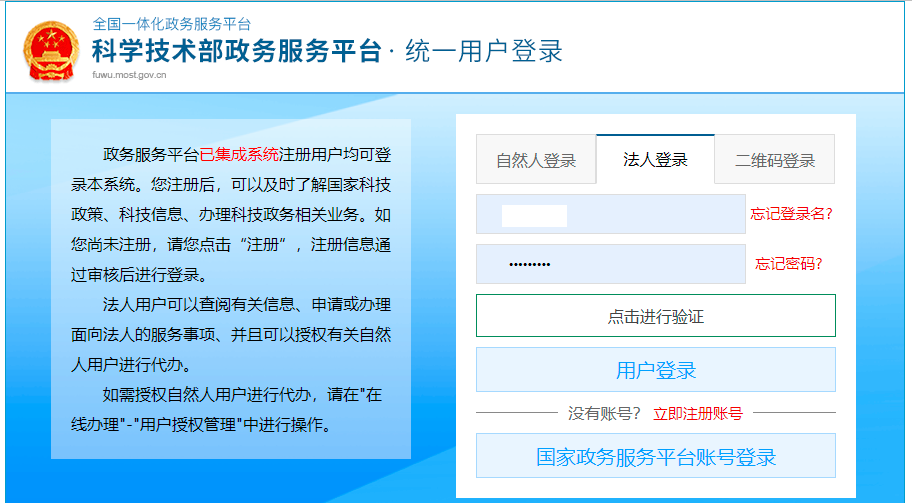 全国一体化政务服务平台
科学技术部政务服务平台 · 统一用户登录
fuwu.most.gov.cn
政务服务平台已集成系统注册用户均可登
录本系统。您注册后，可以及时了解国家科技
政策、科技信息、办理科技政务相关业务。如
您尚未注册，请您点击“注册”，注册信息通
过审核后进行登录。
法人用户可以查阅有关信息、申请或办理
面向法人的服务事项、并且可以授权有关自然
人用户进行代办。
如需授权自然人用户进行代办，请在"在
线办理"-"用户授权管理"中进行操作。
自然人登录 法人登录 二维码登录
忘记登录名?
••••••••• 忘记密码?
点击进行验证
用户登录
没有账号? 立即注册账号
国家政务服务平台账号登录